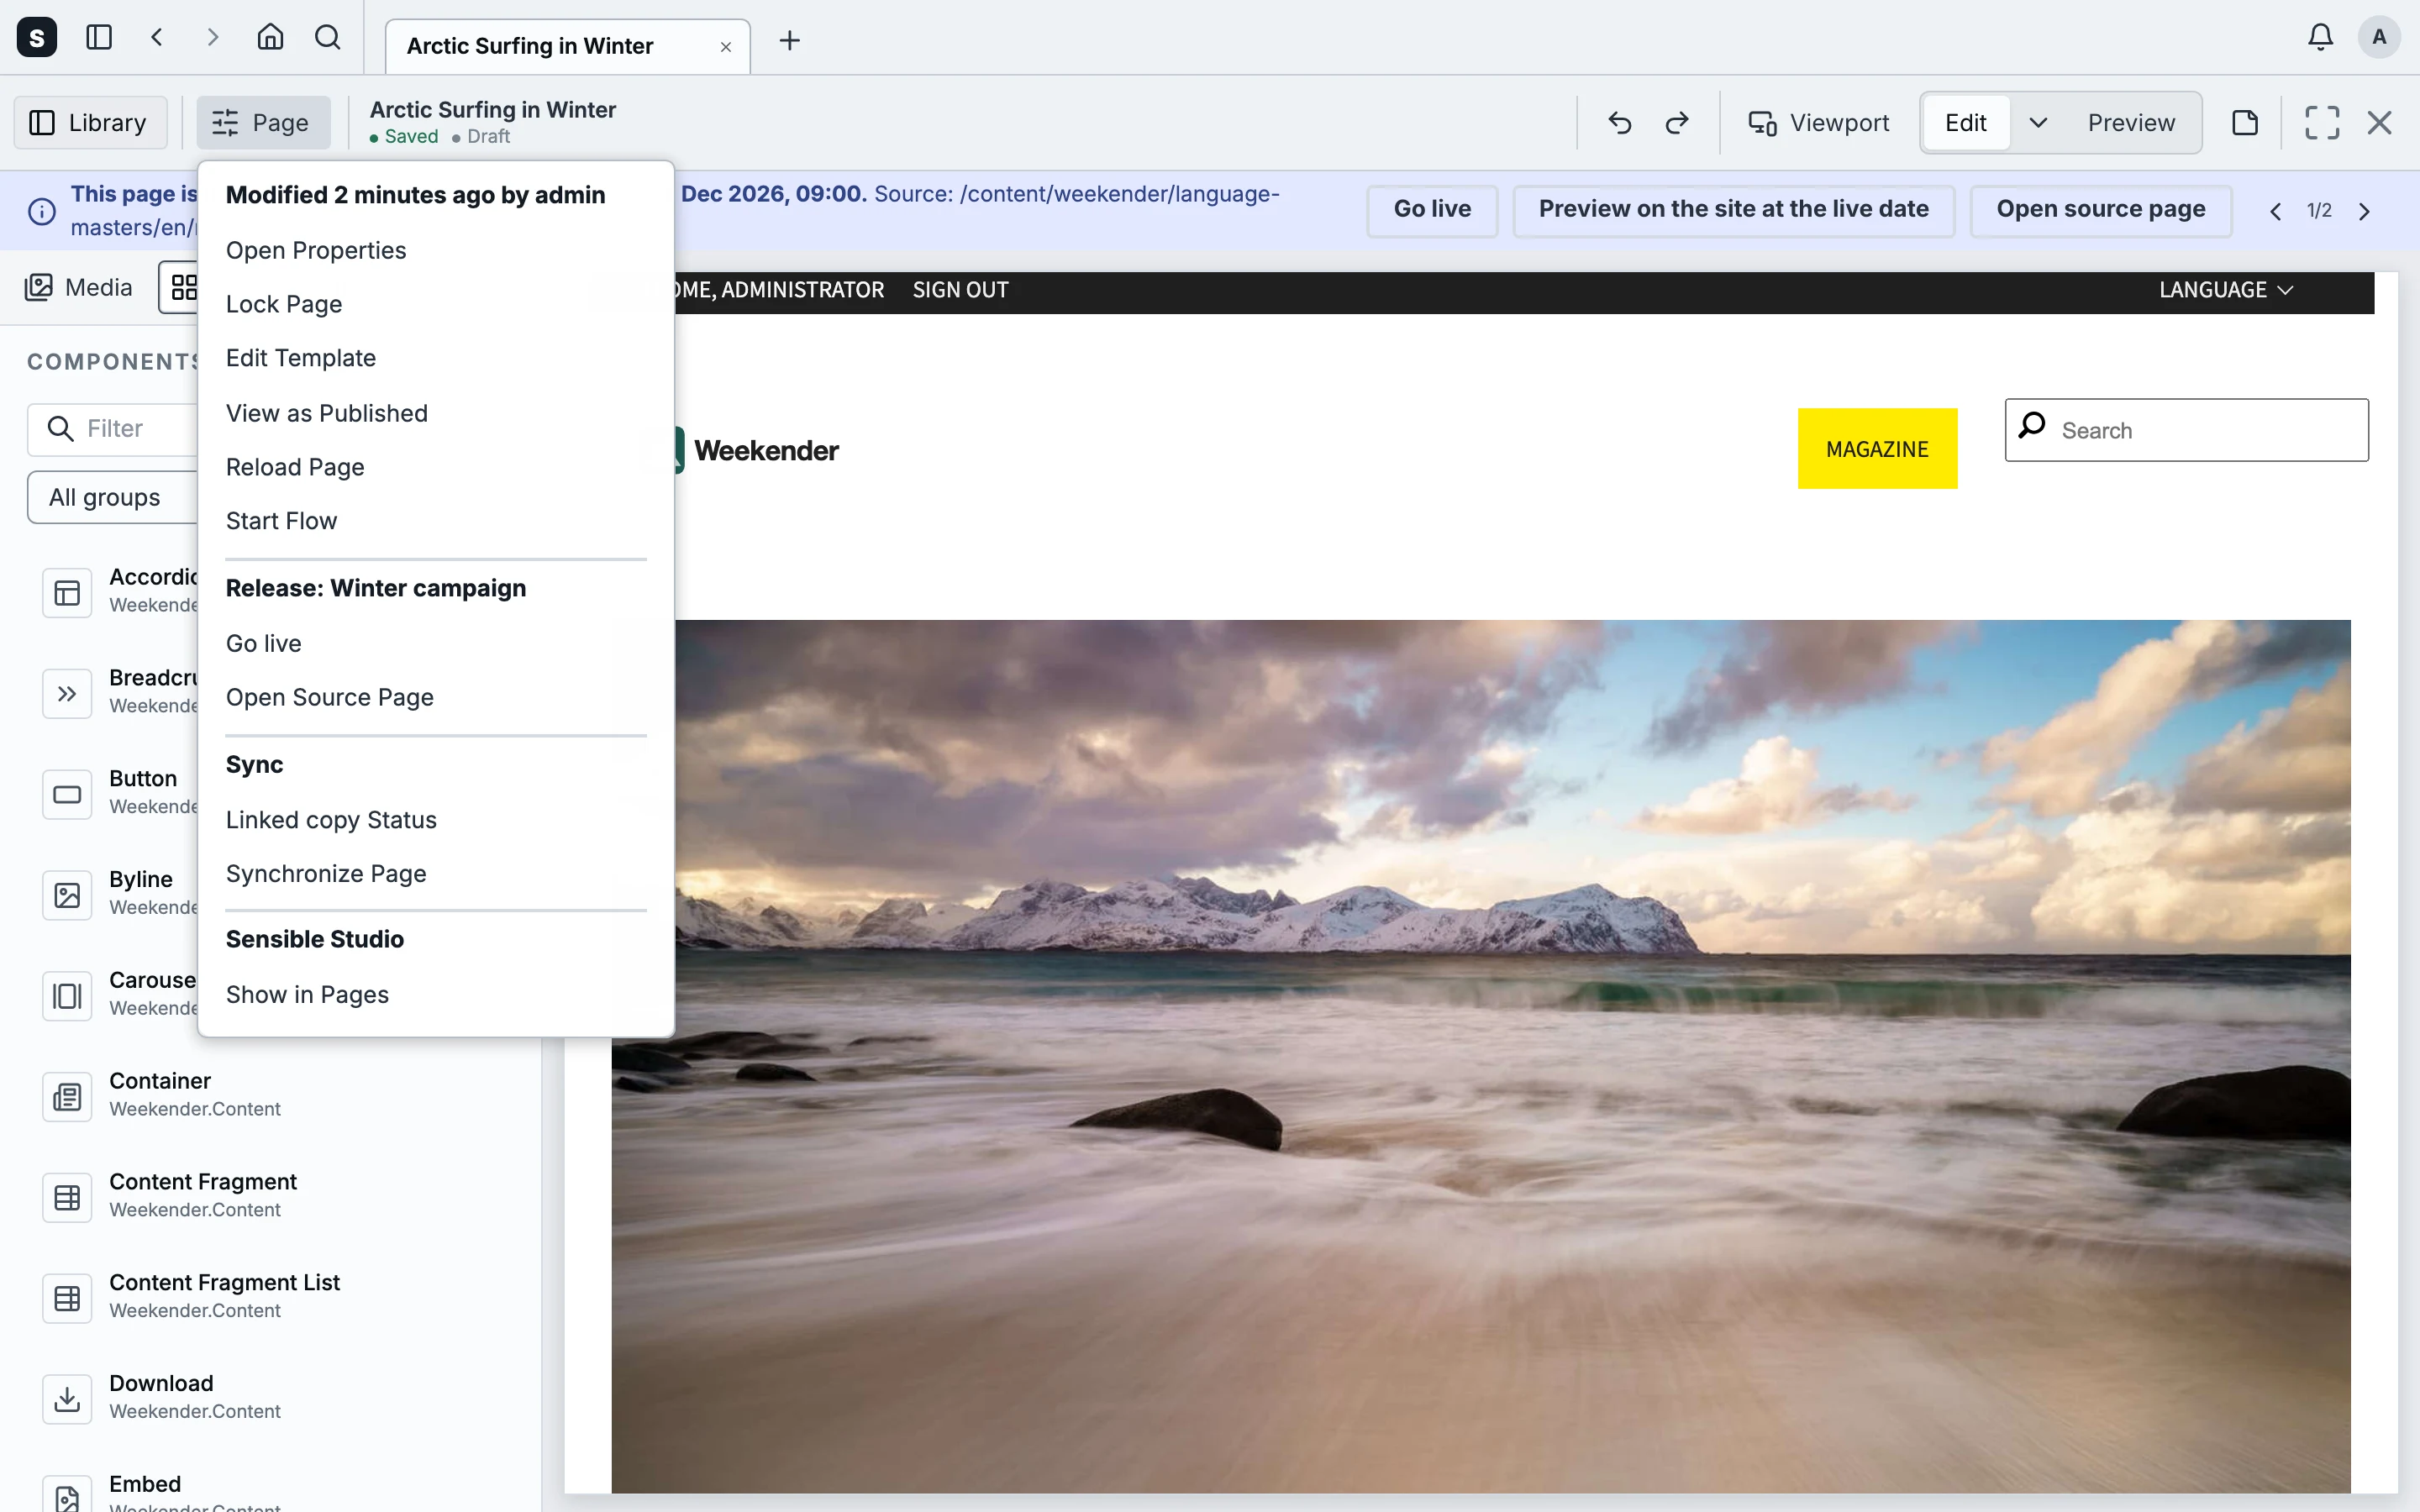 S
Arctic Surfing in Winter
A
Library
Page
Arctic Surfing in Winter
Saved
Draft
Viewport
Edit
Preview
This page is
Dec 2026, 09:00. Source: /content/weekender/language-
masters/en/
Go live
Preview on the site at the live date
Open source page
1/2
Modified 2 minutes ago by admin
Open Properties
Lock Page
Edit Template
View as Published
Reload Page
Start Flow
Release: Winter campaign
Go live
Open Source Page
Sync
Linked copy Status
Synchronize Page
Sensible Studio
Show in Pages
Media
COMPONENTS
Filter
All groups
Accordio
Weekende
Breadcru
Weekende
Button
Weekende
Byline
Weekende
Carouse
Weekende
Container
Weekender.Content
Content Fragment
Weekender.Content
Content Fragment List
Weekender.Content
Download
Weekender.Content
Embed
Weekender.Content
OME, ADMINISTRATOR
SIGN OUT
LANGUAGE
Weekender
MAGAZINE
Search